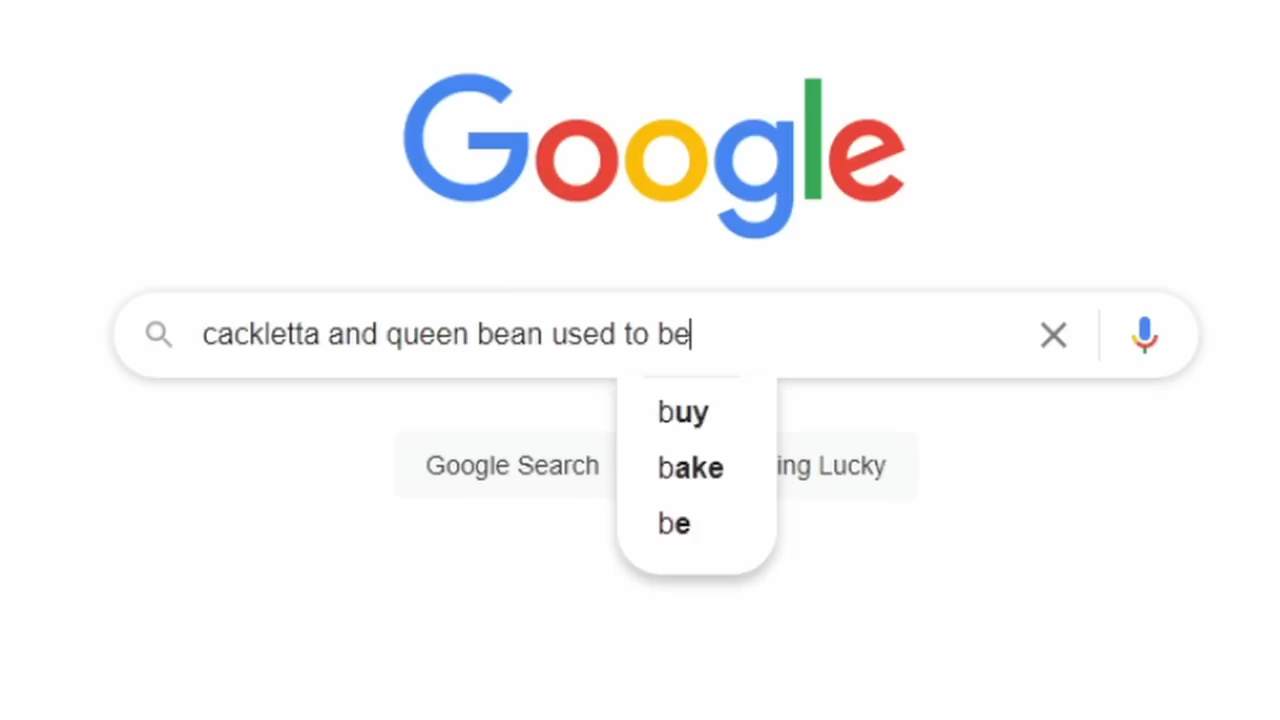 Google
cackletta and queen bean used to be
buy
Google Search ing Lucky
bake
be